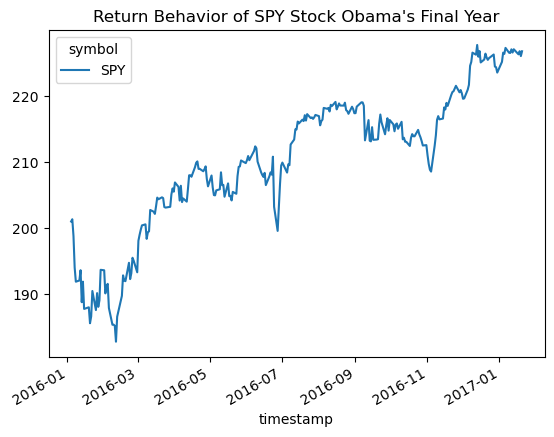 Return Behavior of SPY Stock Obama's Final Year
symbol
SPY
220
210
200
190
2016-01
2016-03
2016-05
2016-07
2016-09
2016-11
2017-01
timestamp